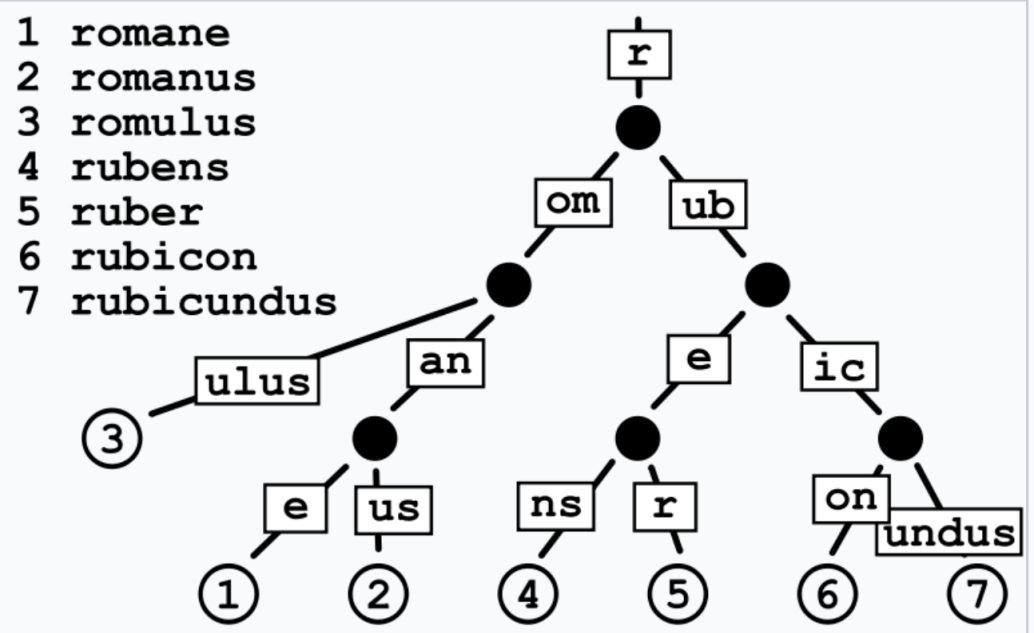 1 romane
2 romanus
3 romulus
4 rubens
5 ruber
6 rubicon
7 rubicundus
r
om ub
ulus an e ic
3
e us ns r on undus
1 2 4 5 6 7